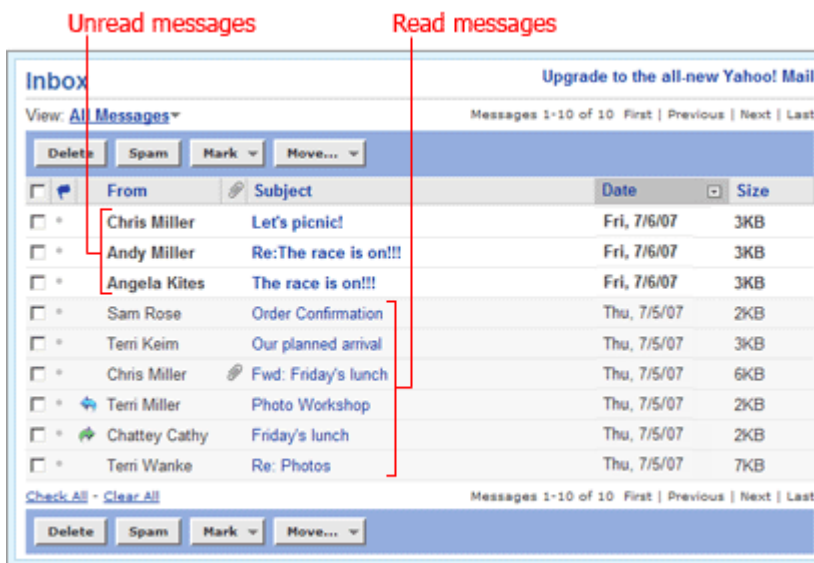 Unread messages Read messages
Inbox Upgrade to the all-new Yahoo! Mail
View: All Messages Messages 1-10 of 10 First | Previous | Next | Last
Delete Spam Mark Move...
From Subject Date Size
Chris Miller Let's picnic! Fri, 7/6/07 3KB
Andy Miller Re:The race is on!!! Fri, 7/6/07 3KB
Angela Kites The race is on!!! Fri, 7/6/07 3KB
Sam Rose Order Confirmation Thu, 7/5/07 2KB
Terri Keim Our planned arrival Thu, 7/5/07 3KB
Chris Miller Fwd: Friday's lunch Thu, 7/5/07 6KB
Terri Miller Photo Workshop Thu, 7/5/07 2KB
Chattey Cathy Friday's lunch Thu, 7/5/07 2KB
Terri Wanke Re: Photos Thu, 7/5/07 7KB
Check All - Clear All Messages 1-10 of 10 First | Previous | Next | Last
Delete Spam Mark Move...